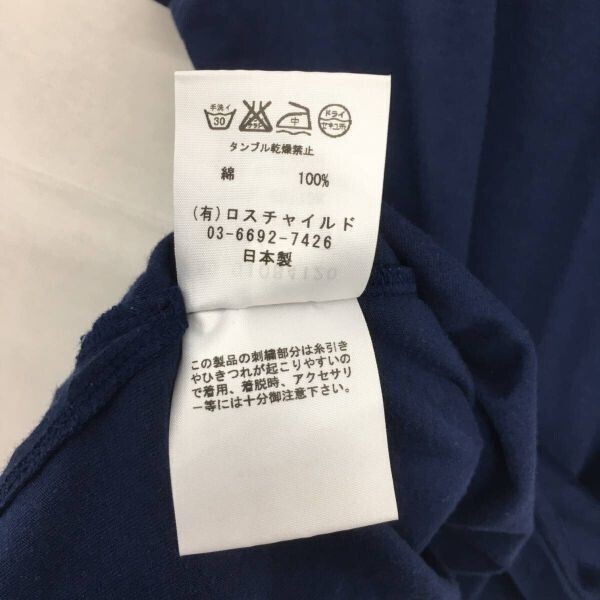 手洗イ 30 中 ドライ セキユ系
タンブル乾燥禁止
綿 100%
(有)ロスチャイルド
03-6692-7426
日本製
この製品の刺繍部分は糸引き
やひきつれが起こりやすいの
で着用、着脱時、アクセサリ
ー等には十分御注意下さい。